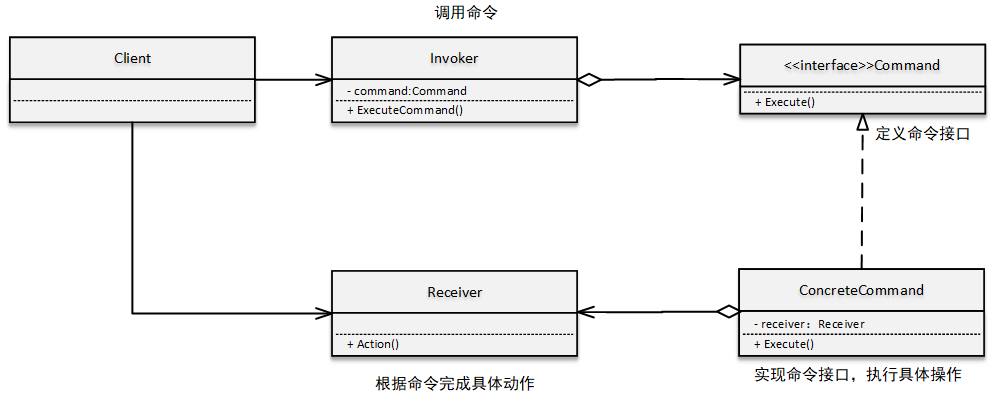 调用命令
Client
Invoker
- command:Command
+ ExecuteCommand()
<<interface>>Command
+ Execute()
定义命令接口
Receiver
+ Action()
根据命令完成具体动作
ConcreteCommand
- receiver：Receiver
+ Execute()
实现命令接口，执行具体操作